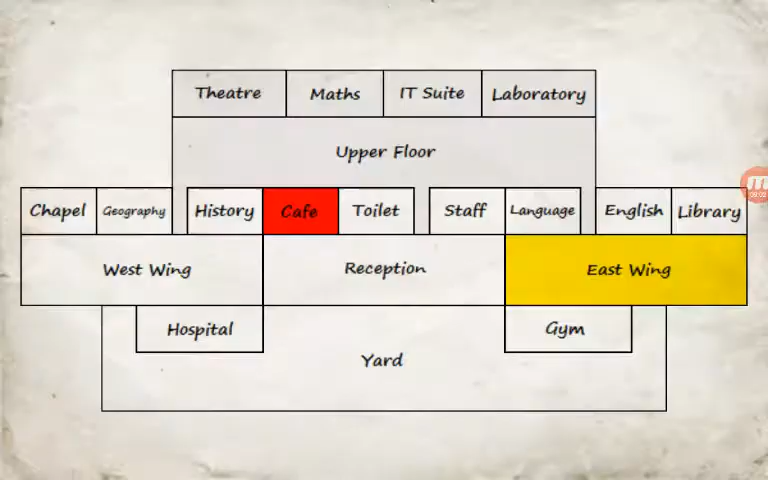 Theatre Maths IT Suite Laboratory
Upper Floor
Chapel Geography History Cafe Toilet Staff Language English Library
West Wing Reception East Wing
Hospital Gym
Yard